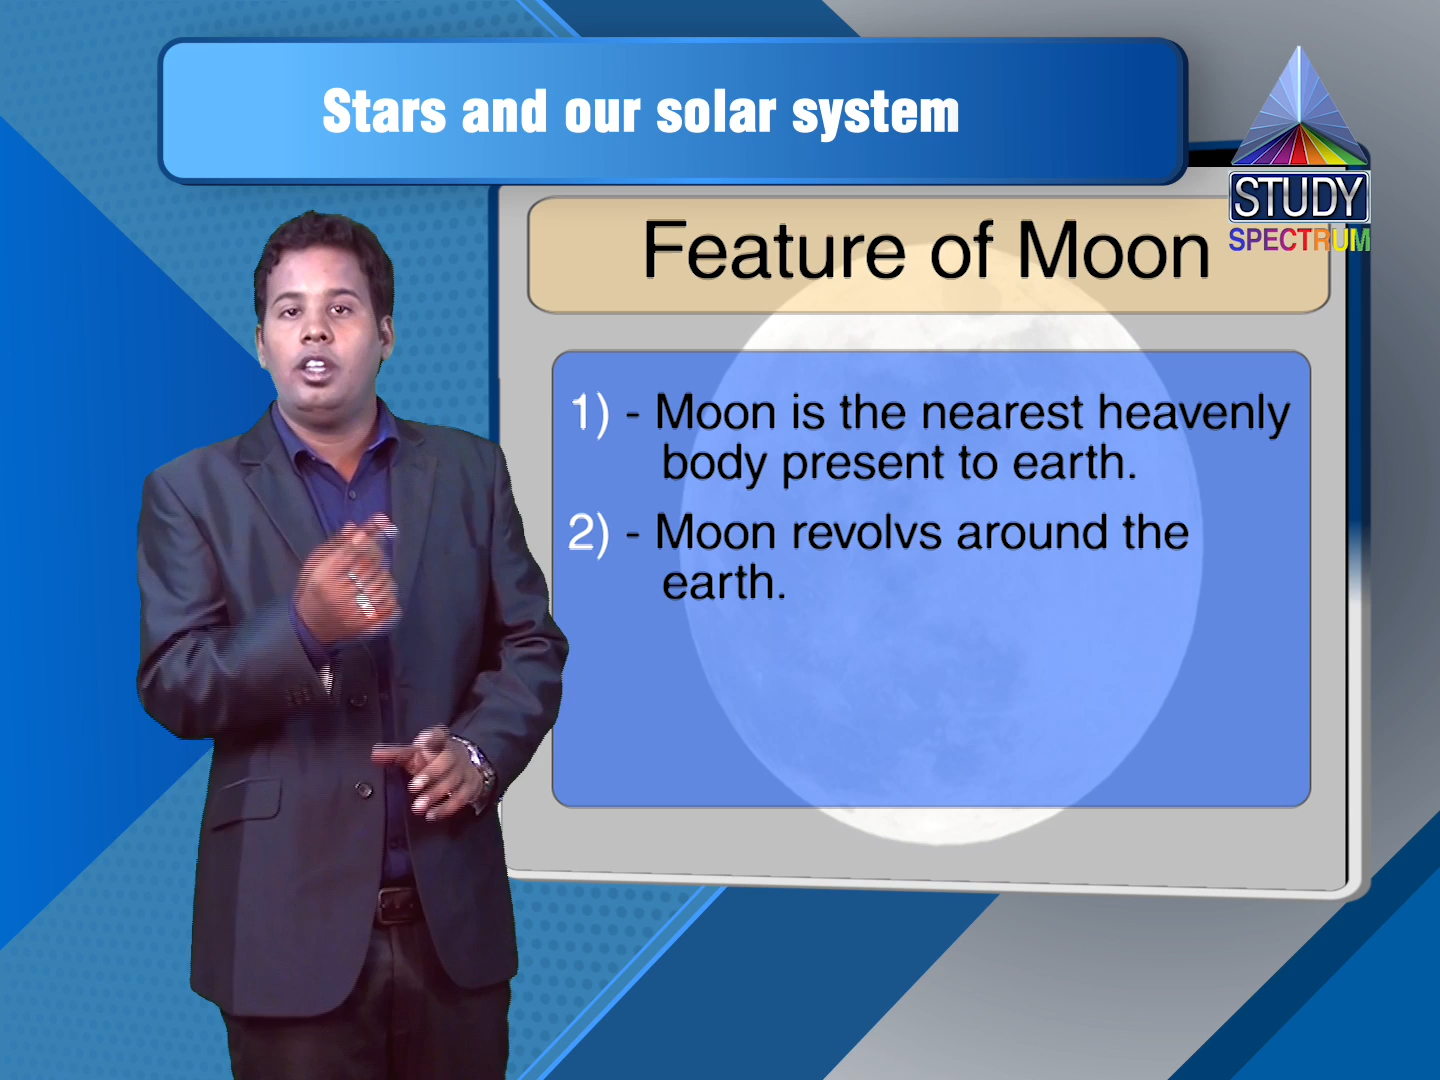 Stars and our solar system
STUDY
SPECTRUM
Feature of Moon
1) - Moon is the nearest heavenly
body present to earth.
2) - Moon revolvs around the
earth.